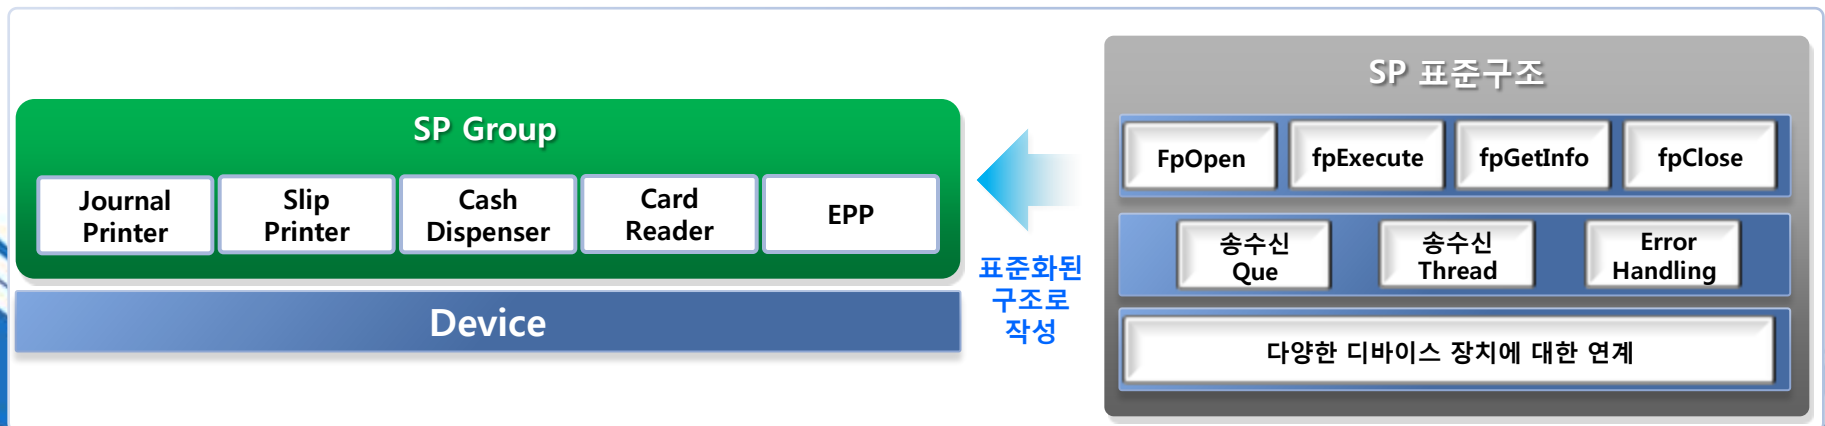 SP Group
Journal
Printer
Slip
Printer
Cash
Dispenser
Card
Reader
EPP
Device
표준화된
구조로
작성
SP 표준구조
FpOpen
fpExecute
fpGetInfo
fpClose
송수신
Que
송수신
Thread
Error
Handling
다양한 디바이스 장치에 대한 연계